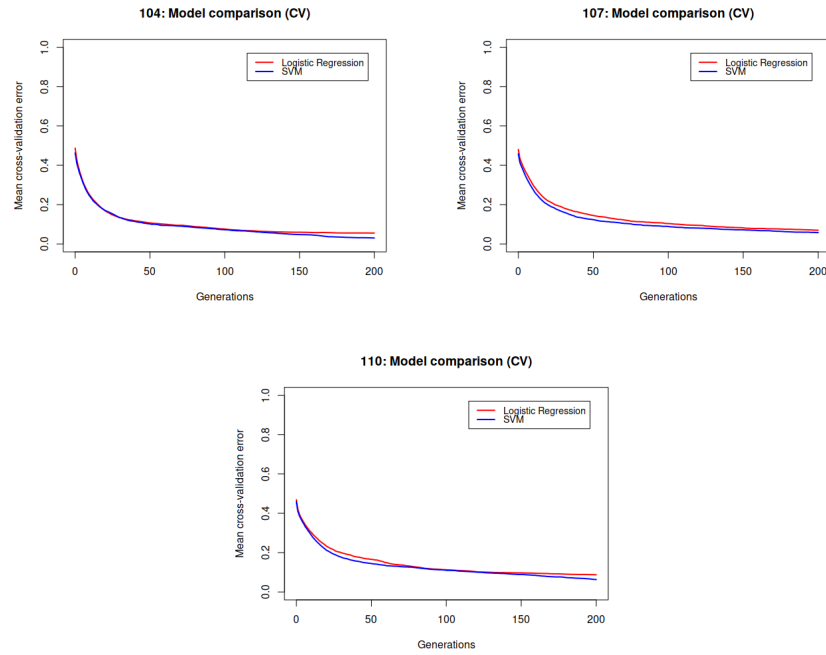 104: Model comparison (CV)
Mean cross-validation error
1.0
0.8
0.6
0.4
0.2
0.0
Logistic Regression
SVM
0 50 100 150 200
Generations
107: Model comparison (CV)
Mean cross-validation error
1.0
0.8
0.6
0.4
0.2
0.0
Logistic Regression
SVM
0 50 100 150 200
Generations
110: Model comparison (CV)
Mean cross-validation error
1.0
0.8
0.6
0.4
0.2
0.0
Logistic Regression
SVM
0 50 100 150 200
Generations